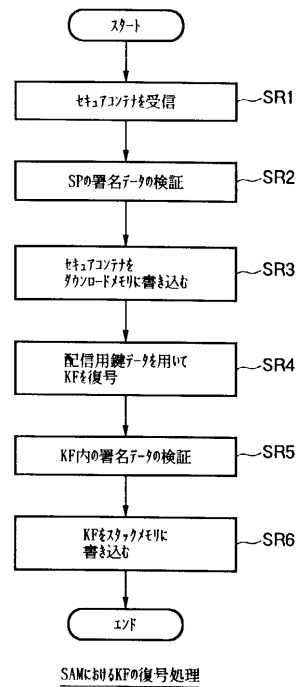 スタート
セキュアコンテナを受信
SR1
SPの署名データの検証
SR2
セキュアコンテナを
ダウンロードメモリに書き込む
SR3
配信用鍵データを用いて
KFを復号
SR4
KF内の署名データの検証
SR5
KFをスタックメモリに
書き込む
SR6
エンド
SAMにおけるKFの復号処理